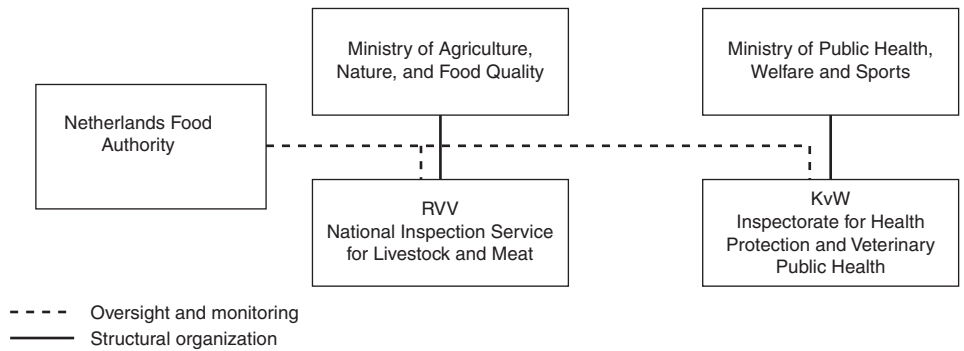 Ministry of Agriculture,
Nature, and Food Quality
Ministry of Public Health,
Welfare and Sports
Netherlands Food
Authority
RVV
National Inspection Service
for Livestock and Meat
KvW
Inspectorate for Health
Protection and Veterinary
Public Health
Oversight and monitoring
Structural organization